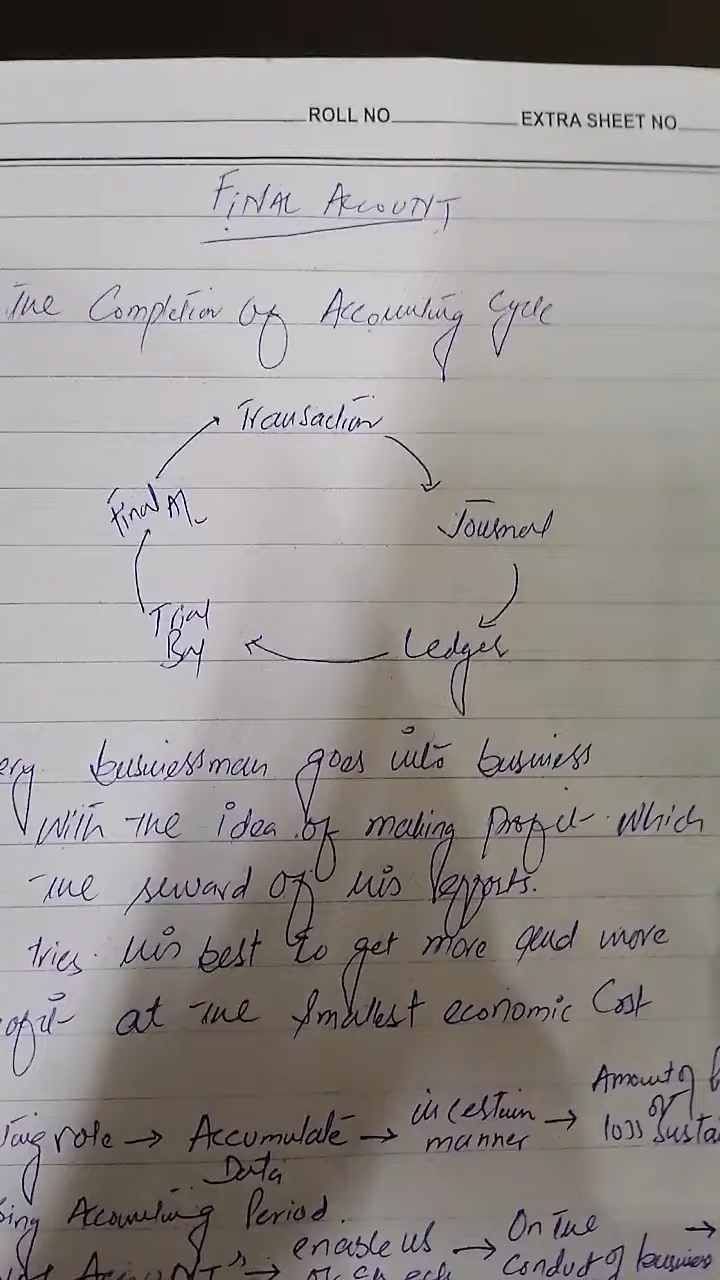 ROLL NO
EXTRA SHEET NO
FINAL ACCOUNT
The Completion of Accounting Cycle
Transaction
Final A/c
Journal
Trial
Bal
Ledger
businessman goes into business
with the idea of making profit which
the reward of his efforts.
tries his best to get more and more
at the smallest economic Cost
Amount of
role → Accumulate → in certain → or
Data manner loss
Accounting Period.
enable us → On the →
conduct of business